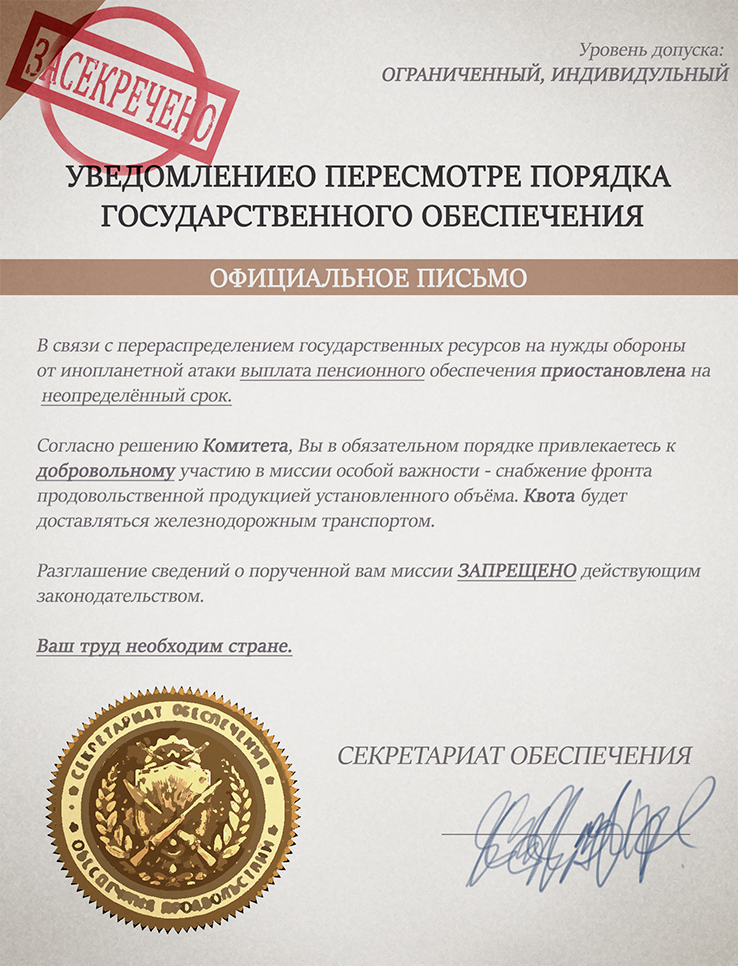 ЗАСЕКРЕЧЕНО
Уровень допуска:
ОГРАНИЧЕННЫЙ, ИНДИВИДУЛЬНЫЙ
УВЕДОМЛЕНИЕО ПЕРЕСМОТРЕ ПОРЯДКА
ГОСУДАРСТВЕННОГО ОБЕСПЕЧЕНИЯ
ОФИЦИАЛЬНОЕ ПИСЬМО
В связи с перераспределением государственных ресурсов на нужды обороны
от инопланетной атаки выплата пенсионного обеспечения приостановлена на
неопределённый срок.
Согласно решению Комитета, Вы в обязательном порядке привлекаетесь к
добровольному участию в миссии особой важности - снабжение фронта
продовольственной продукцией установленного объёма. Квота будет
доставляться железнодорожным транспортом.
Разглашение сведений о порученной вам миссии ЗАПРЕЩЕНО действующим
законодательством.
Ваш труд необходим стране.
СЕКРЕТАРИАТ ОБЕСПЕЧЕНИЯ
СЕКРЕТАРИАТ ОБЕСПЕЧЕНИЯ